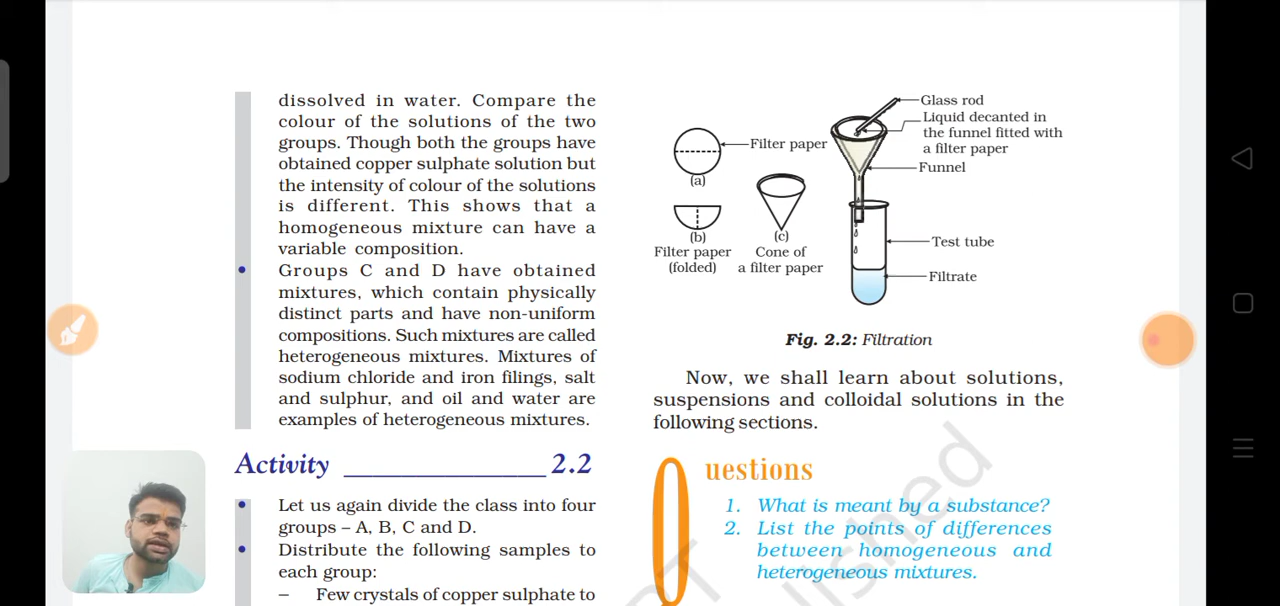 dissolved in water. Compare the
colour of the solutions of the two
groups. Though both the groups have
obtained copper sulphate solution but
the intensity of colour of the solutions
is different. This shows that a
homogeneous mixture can have a
variable composition.
• Groups C and D have obtained
mixtures, which contain physically
distinct parts and have non-uniform
compositions. Such mixtures are called
heterogeneous mixtures. Mixtures of
sodium chloride and iron filings, salt
and sulphur, and oil and water are
examples of heterogeneous mixtures.
Activity ______________ 2.2
• Let us again divide the class into four
groups – A, B, C and D.
• Distribute the following samples to
each group:
– Few crystals of copper sulphate to
Glass rod
Liquid decanted in
the funnel fitted with
a filter paper
Filter paper
Funnel
(a)
(b)
Filter paper
(folded)
(c)
Cone of
a filter paper
Test tube
Filtrate
Fig. 2.2: Filtration
Now, we shall learn about solutions,
suspensions and colloidal solutions in the
following sections.
Questions
1. What is meant by a substance?
2. List the points of differences
between homogeneous and
heterogeneous mixtures.
published